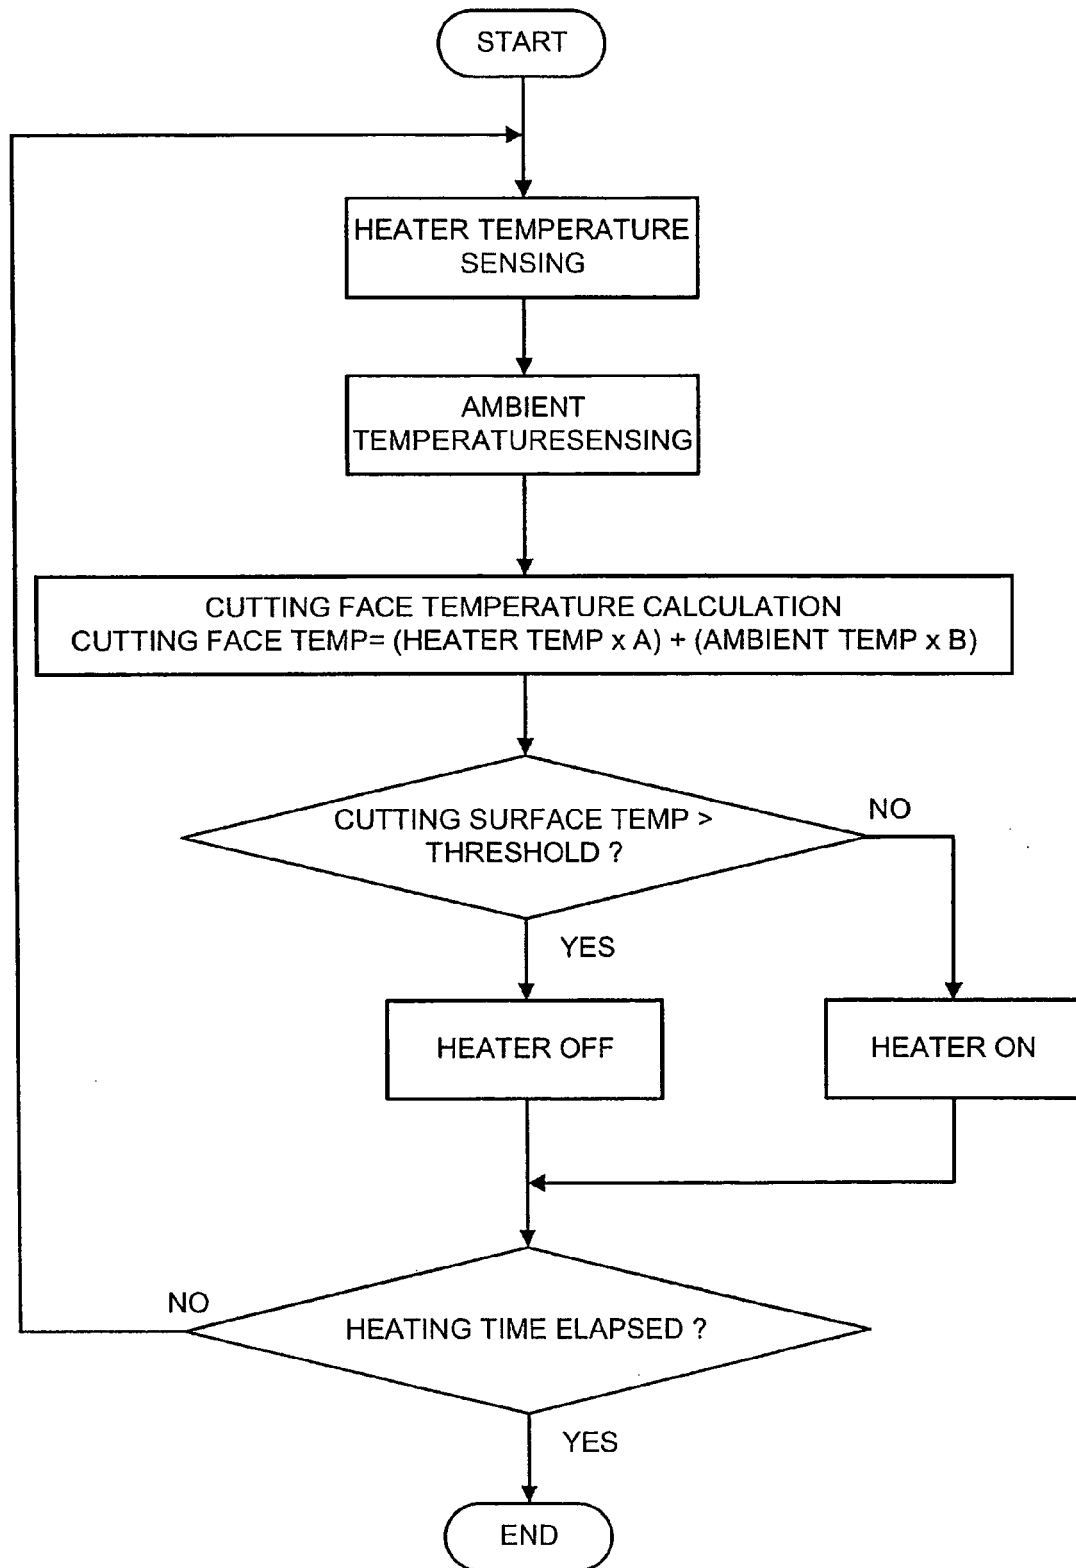 START
HEATER TEMPERATURE
SENSING
AMBIENT
TEMPERATURESENSING
CUTTING FACE TEMPERATURE CALCULATION
CUTTING FACE TEMP= (HEATER TEMP x A) + (AMBIENT TEMP x B)
CUTTING SURFACE TEMP >
THRESHOLD ?
NO
YES
HEATER OFF
HEATER ON
NO
HEATING TIME ELAPSED ?
YES
END